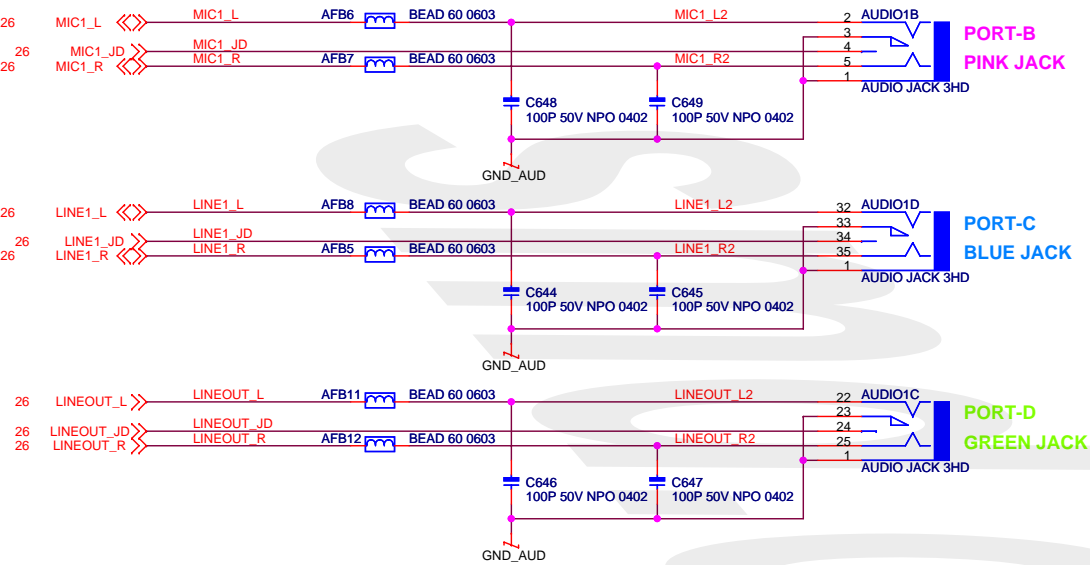 26 MIC1_L MIC1_L AFB6 BEAD 60 0603 MIC1_L2 2 AUDIO1B
3 PORT-B
26 MIC1_JD MIC1_JD 4
26 MIC1_R MIC1_R AFB7 BEAD 60 0603 MIC1_R2 5 PINK JACK
1
AUDIO JACK 3HD
C648 C649
100P 50V NPO 0402 100P 50V NPO 0402
GND_AUD
26 LINE1_L LINE1_L AFB8 BEAD 60 0603 LINE1_L2 32 AUDIO1D
33 PORT-C
26 LINE1_JD LINE1_JD 34
26 LINE1_R LINE1_R AFB5 BEAD 60 0603 LINE1_R2 35 BLUE JACK
1
AUDIO JACK 3HD
C644 C645
100P 50V NPO 0402 100P 50V NPO 0402
GND_AUD
26 LINEOUT_L LINEOUT_L AFB11 BEAD 60 0603 LINEOUT_L2 22 AUDIO1C
23 PORT-D
26 LINEOUT_JD LINEOUT_JD 24
26 LINEOUT_R LINEOUT_R AFB12 BEAD 60 0603 LINEOUT_R2 25 GREEN JACK
1
AUDIO JACK 3HD
C646 C647
100P 50V NPO 0402 100P 50V NPO 0402
GND_AUD